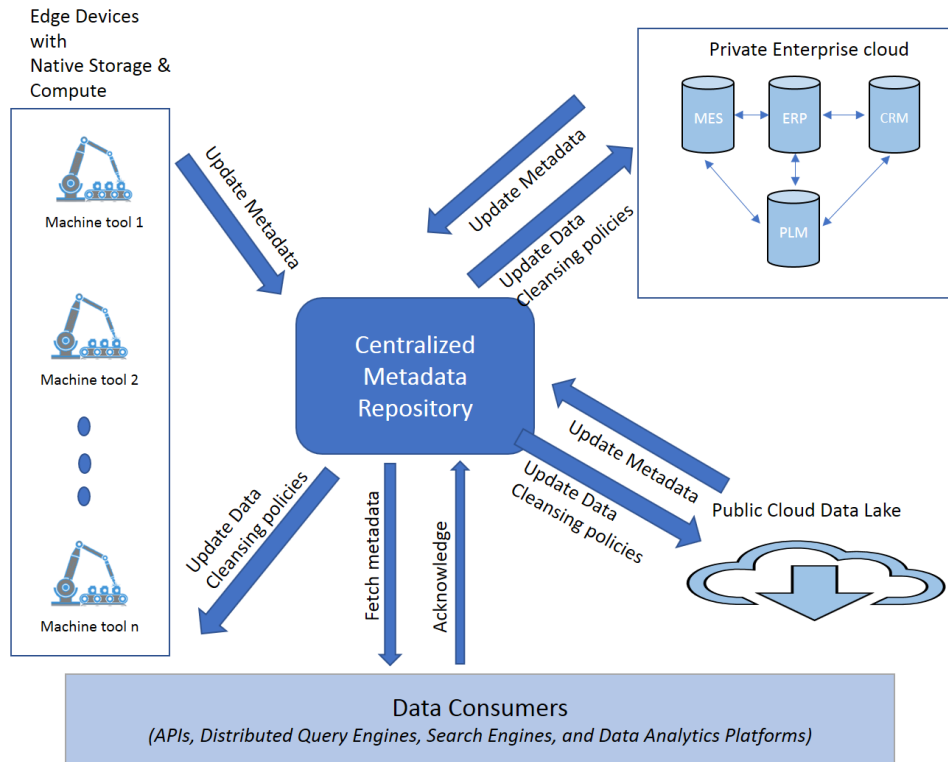 Edge Devices
with
Native Storage &
Compute
Machine tool 1
Machine tool 2
Machine tool n
Update Metadata
Update Metadata
Update Data
Cleansing policies
Private Enterprise cloud
MES
ERP
CRM
PLM
Centralized
Metadata
Repository
Update Metadata
Update Data
Cleansing policies
Public Cloud Data Lake
Update Data
Cleansing policies
Fetch metadata
Acknowledge
Data Consumers
(APIs, Distributed Query Engines, Search Engines, and Data Analytics Platforms)